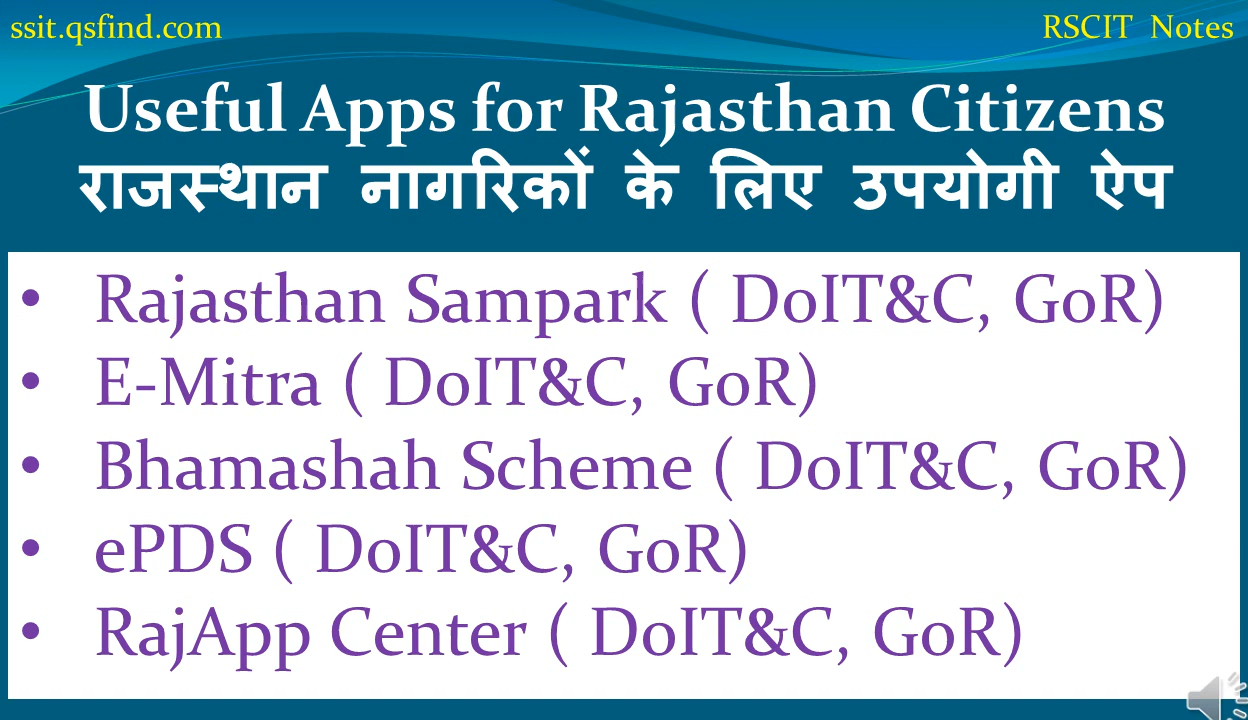 ssit.qsfind.com
RSCIT Notes
Useful Apps for Rajasthan Citizens
राजस्थान नागरिकों के लिए उपयोगी ऐप
• Rajasthan Sampark ( DoIT&C, GoR)
• E-Mitra ( DoIT&C, GoR)
• Bhamashah Scheme ( DoIT&C, GoR)
• ePDS ( DoIT&C, GoR)
• RajApp Center ( DoIT&C, GoR)